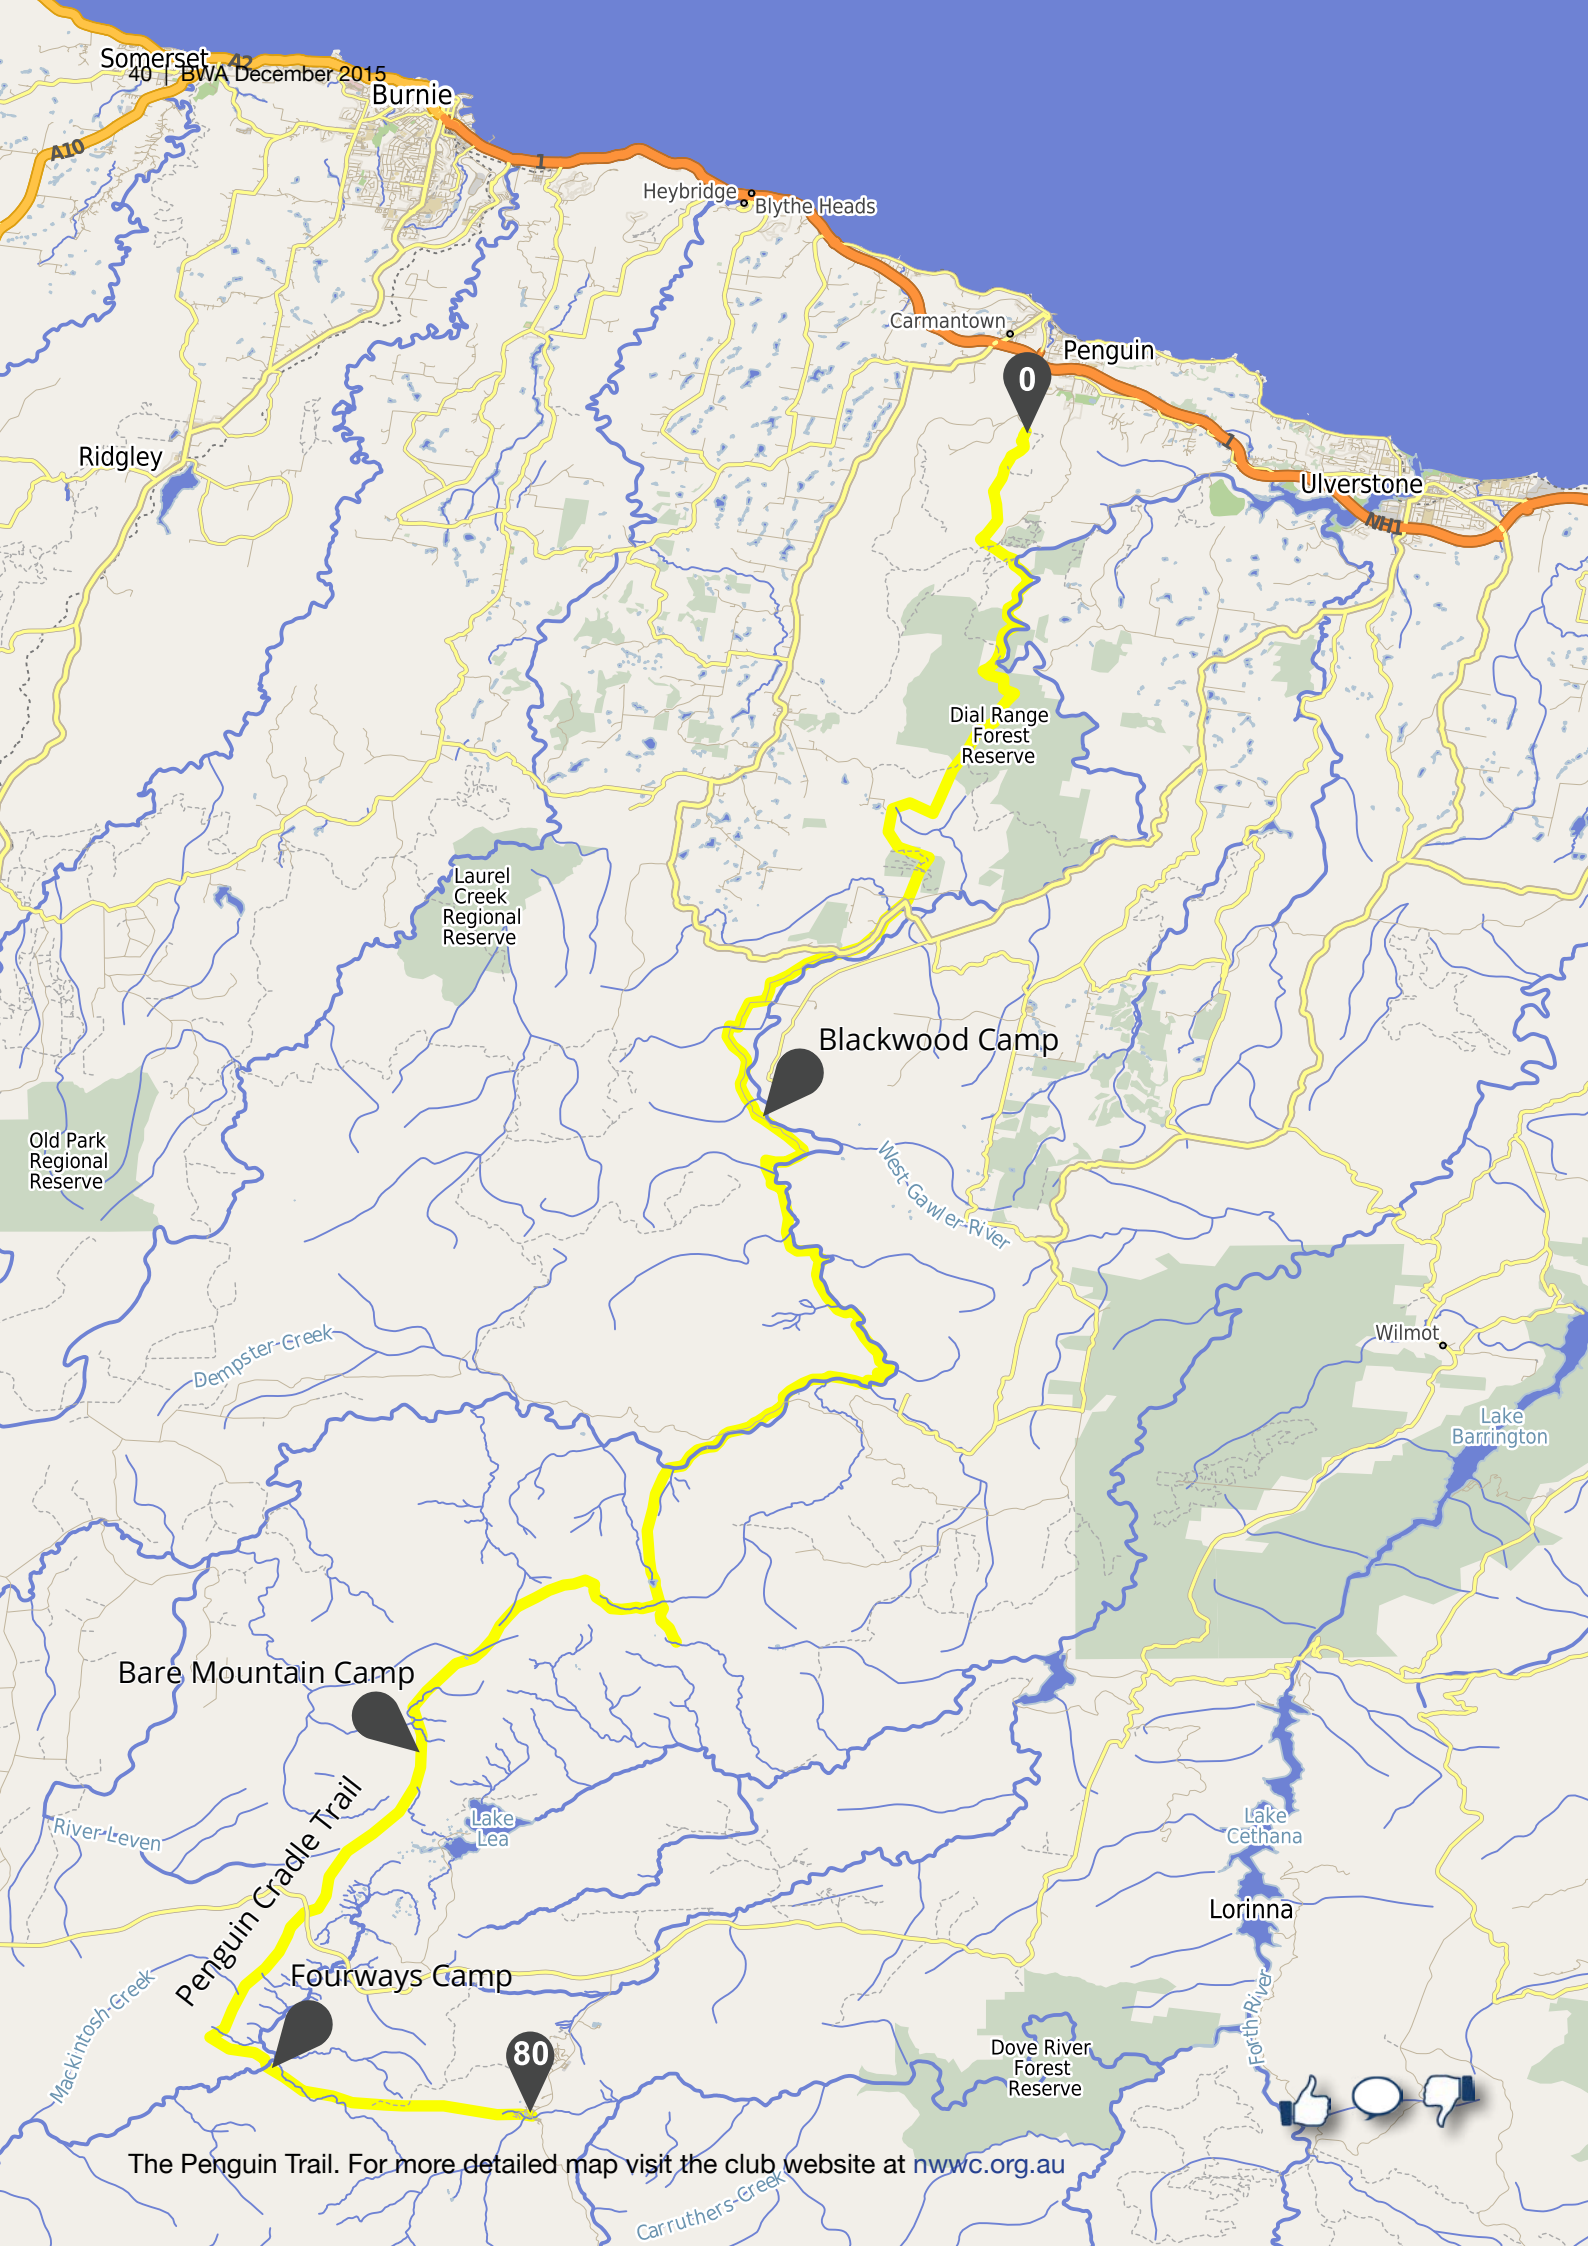 Somerset
A2
40 | BWA December 2015
Burnie
A10
1
Heybridge
Blythe Heads
Carmantown
Penguin
0
Ridgley
1
Ulverstone
NH1
Dial Range
Forest
Reserve
Laurel
Creek
Regional
Reserve
Blackwood Camp
Old Park
Regional
Reserve
West-Gawler-River
Dempster-Creek
Wilmot
Lake
Barrington
Bare Mountain Camp
Penguin Cradle Trail
Lake
Lea
River Leven
Lake
Cethana
Lorinna
Fourways Camp
Mackintosh-Creek
Forth-River
80
Dove River
Forest
Reserve
The Penguin Trail. For more detailed map visit the club website at nwwc.org.au
Carruthers-Creek